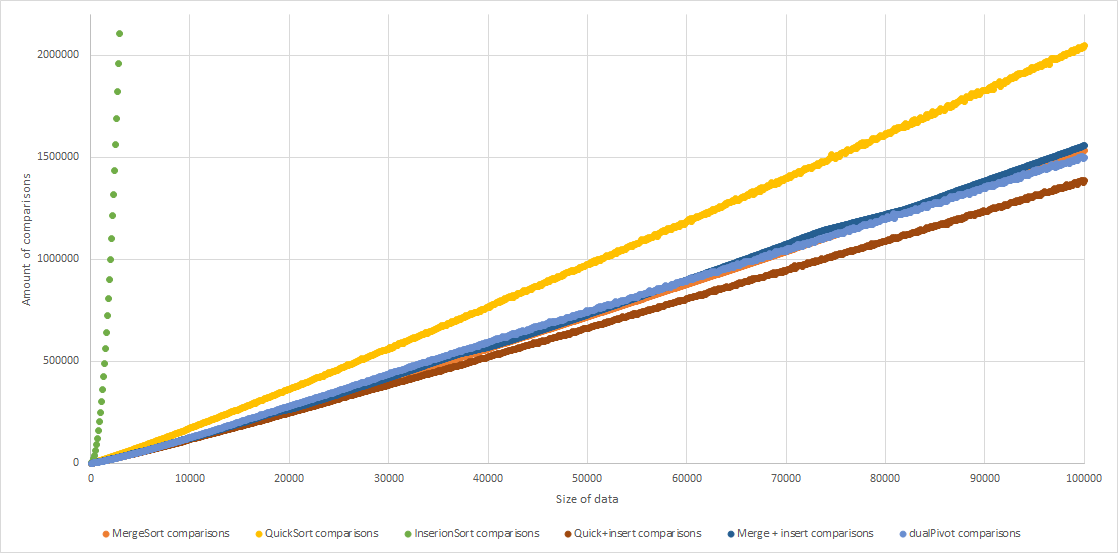 2000000
1500000
1000000
500000
0
Amount of comparisons
0 10000 20000 30000 40000 50000 60000 70000 80000 90000 100000
Size of data
MergeSort comparisons QuickSort comparisons InserionSort comparisons Quick+insert comparisons Merge + insert comparisons dualPivot comparisons